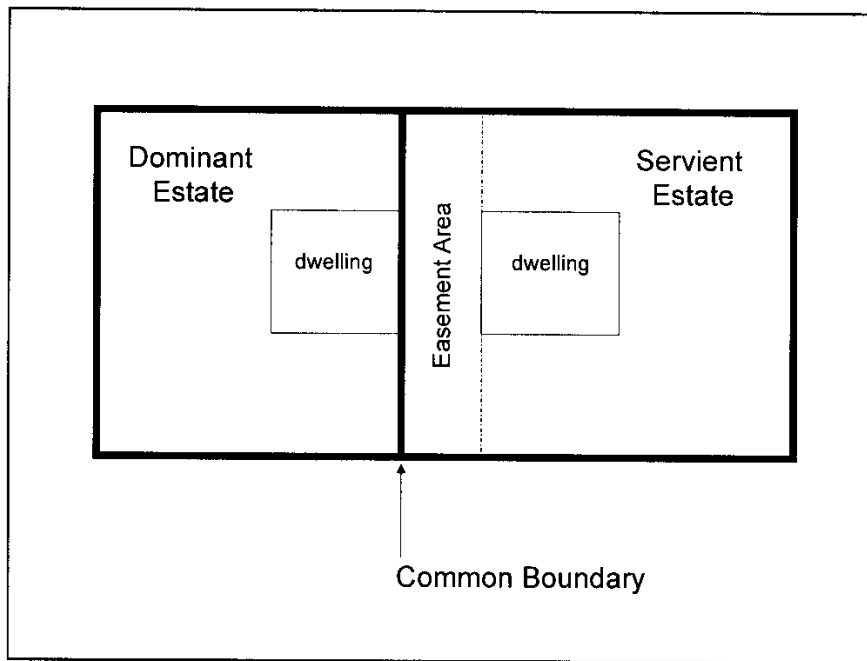 Dominant
Estate
Servient
Estate
dwelling
Easement Area
dwelling
Common Boundary